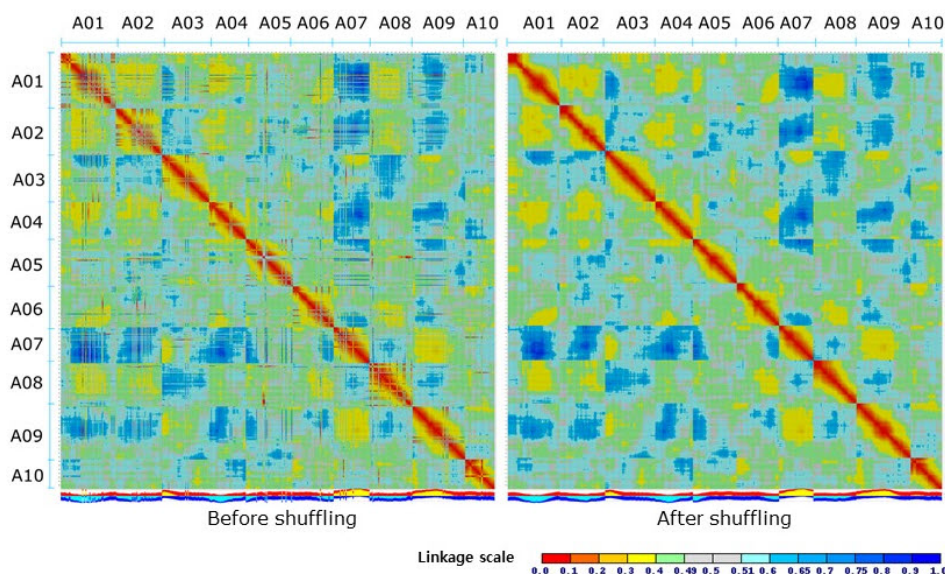 A01 A02 A03 A04 A05 A06 A07 A08 A09 A10 A01 A02 A03 A04 A05 A06 A07 A08 A09 A10
A01
A02
A03
A04
A05
A06
A07
A08
A09
A10
Before shuffling After shuffling
Linkage scale
0.0 0.1 0.2 0.3 0.4 0.49 0.5 0.51 0.6 0.65 0.7 0.75 0.8 0.9 1.0